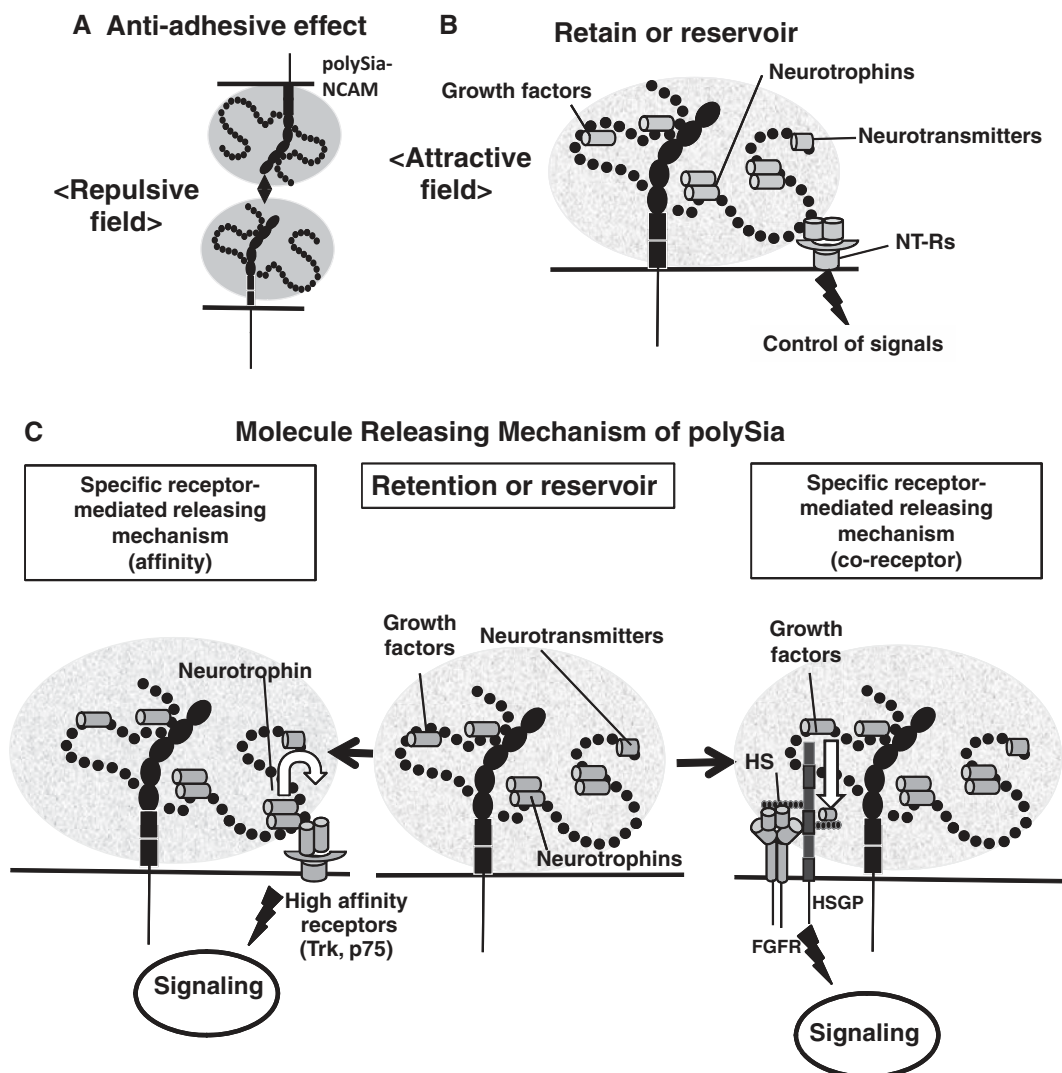 A Anti-adhesive effect
polySia-
NCAM
<Repulsive
field>
B Retain or reservoir
Growth factors
Neurotrophins
Neurotransmitters
<Attractive
field>
NT-Rs
Control of signals
C Molecule Releasing Mechanism of polySia
Specific receptor-
mediated releasing
mechanism
(affinity)
Retention or reservoir
Specific receptor-
mediated releasing
mechanism
(co-receptor)
Neurotrophin
High affinity
receptors
(Trk, p75)
Signaling
Growth
factors
Neurotransmitters
Neurotrophins
Growth
factors
HS
HSGP
FGFR
Signaling